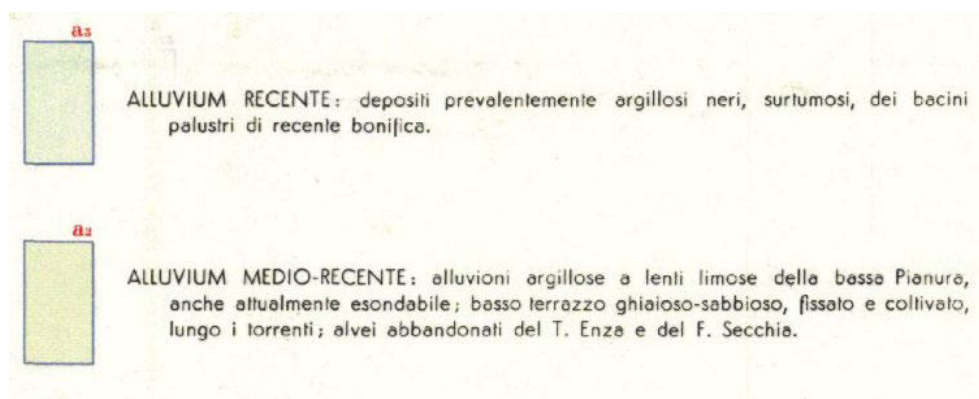 a3
ALLUVIUM RECENTE: depositi prevalentemente argillosi neri, surtumosi, dei bacini
palustri di recente bonifica.
a2
ALLUVIUM MEDIO-RECENTE: alluvioni argillose a lenti limose della bassa Pianura,
anche attualmente esondabile; basso terrazzo ghiaioso-sabbioso, fissato e coltivato,
lungo i torrenti; alvei abbandonati del T. Enza e del F. Secchia.